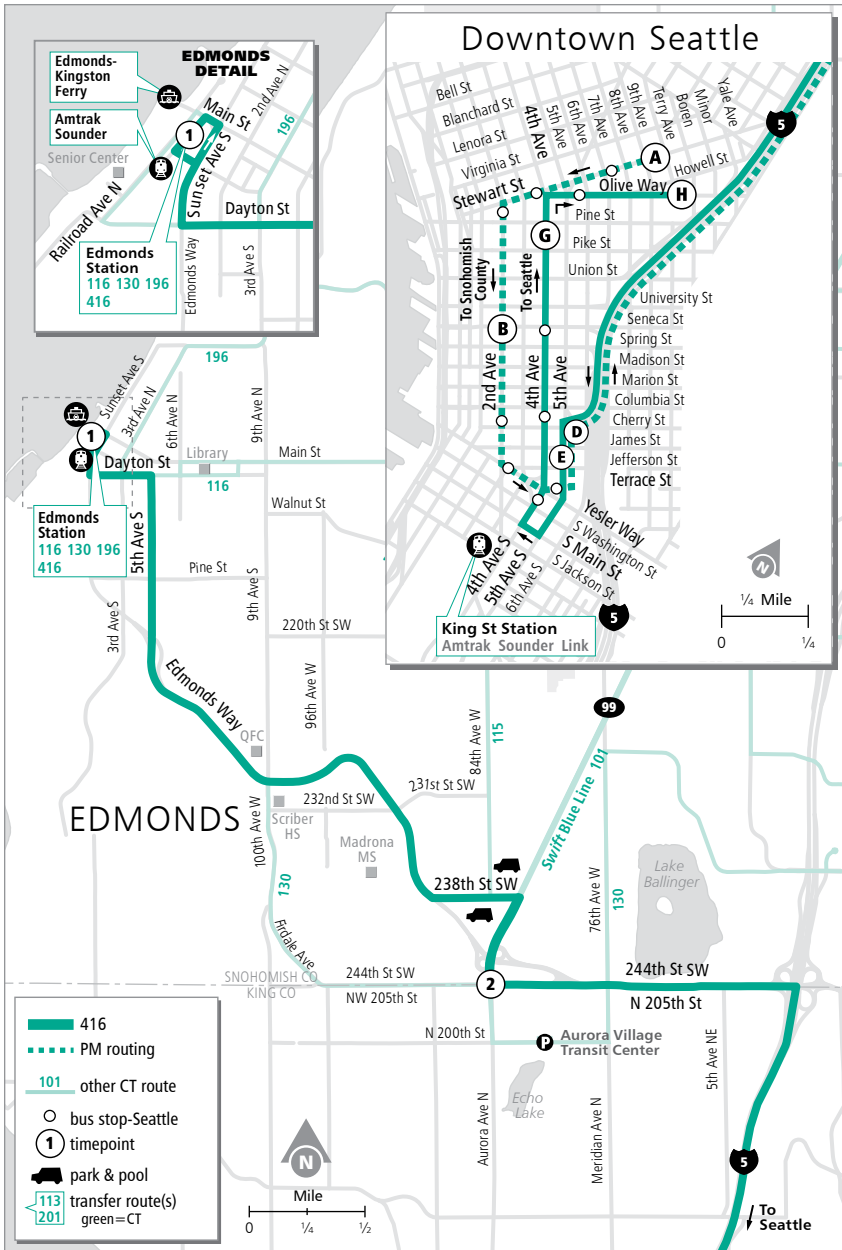 EDMONDS
DETAIL
Edmonds-
Kingston
Ferry
Amtrak
Sounder
Senior Center
Main St
2nd Ave N
196
1
Sunset Ave S
Railroad Ave N
Dayton St
Edmonds
Station
116 130 196
416
Edmonds Way
3rd Ave S
Downtown Seattle
Bell St
Blanchard St
Lenora St
Virginia St
Stewart St
4th Ave
5th Ave
6th Ave
7th Ave
8th Ave
9th Ave
Terry Ave
Boren
Minor
Yale Ave
5
A
Howell St
Olive Way
H
Pine St
G
Pike St
Union St
To Snohomish
County
To Seattle
B
University St
Seneca St
Spring St
Madison St
Marion St
Columbia St
Cherry St
James St
Jefferson St
Terrace St
2nd Ave
4th Ave
5th Ave
D
E
Yesler Way
S Washington St
S Main St
S Jackson St
4th Ave S
5th Ave S
6th Ave S
5
King St Station
Amtrak Sounder Link
N
¼ Mile
0 ¼
196
Sunset Ave S
3rd Ave N
6th Ave N
9th Ave N
1
Library
Main St
Dayton St
116
Walnut St
Edmonds
Station
116 130 196
416
5th Ave S
Pine St
9th Ave S
3rd Ave S
220th St SW
96th Ave W
Edmonds Way
QFC
84th Ave W
115
99
Swift Blue Line 101
231st St SW
232nd St SW
EDMONDS
Scriber
HS
100th Ave W
Madrona
MS
130
Firdale Ave
238th St SW
76th Ave W
130
Lake
Ballinger
SNOHOMISH CO
KING CO
244th St SW
NW 205th St
2
244th St SW
N 205th St
N 200th St
P
Aurora Village
Transit Center
5th Ave NE
Echo
Lake
Aurora Ave N
Meridian Ave N
5
To
Seattle
416
PM routing
101 other CT route
bus stop-Seattle
1 timepoint
park & pool
113 transfer route(s)
201 green=CT
N
Mile
0 ¼ ½